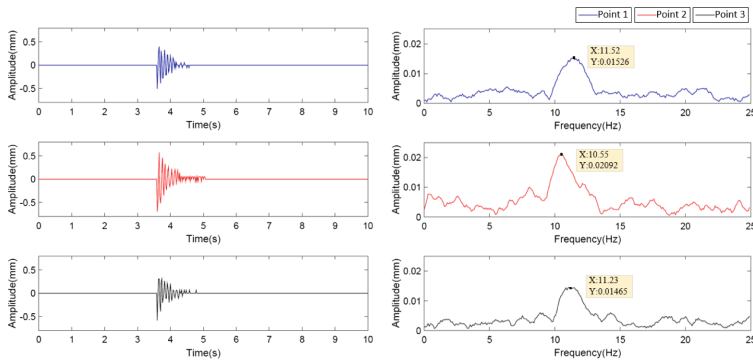 Point 1 Point 2 Point 3
Amplitude(mm)
0.5
0
-0.5
0 1 2 3 4 5 6 7 8 9 10
Time(s)
Amplitude(mm)
0.02
0.01
0
X:11.52
Y:0.01526
0 5 10 15 20 25
Frequency(Hz)
Amplitude(mm)
0.5
0
-0.5
0 1 2 3 4 5 6 7 8 9 10
Time(s)
Amplitude(mm)
0.02
0.01
0
X:10.55
Y:0.02092
0 5 10 15 20 25
Frequency(Hz)
Amplitude(mm)
0.5
0
-0.5
0 1 2 3 4 5 6 7 8 9 10
Time(s)
Amplitude(mm)
0.02
0.01
0
X:11.23
Y:0.01465
0 5 10 15 20 25
Frequency(Hz)